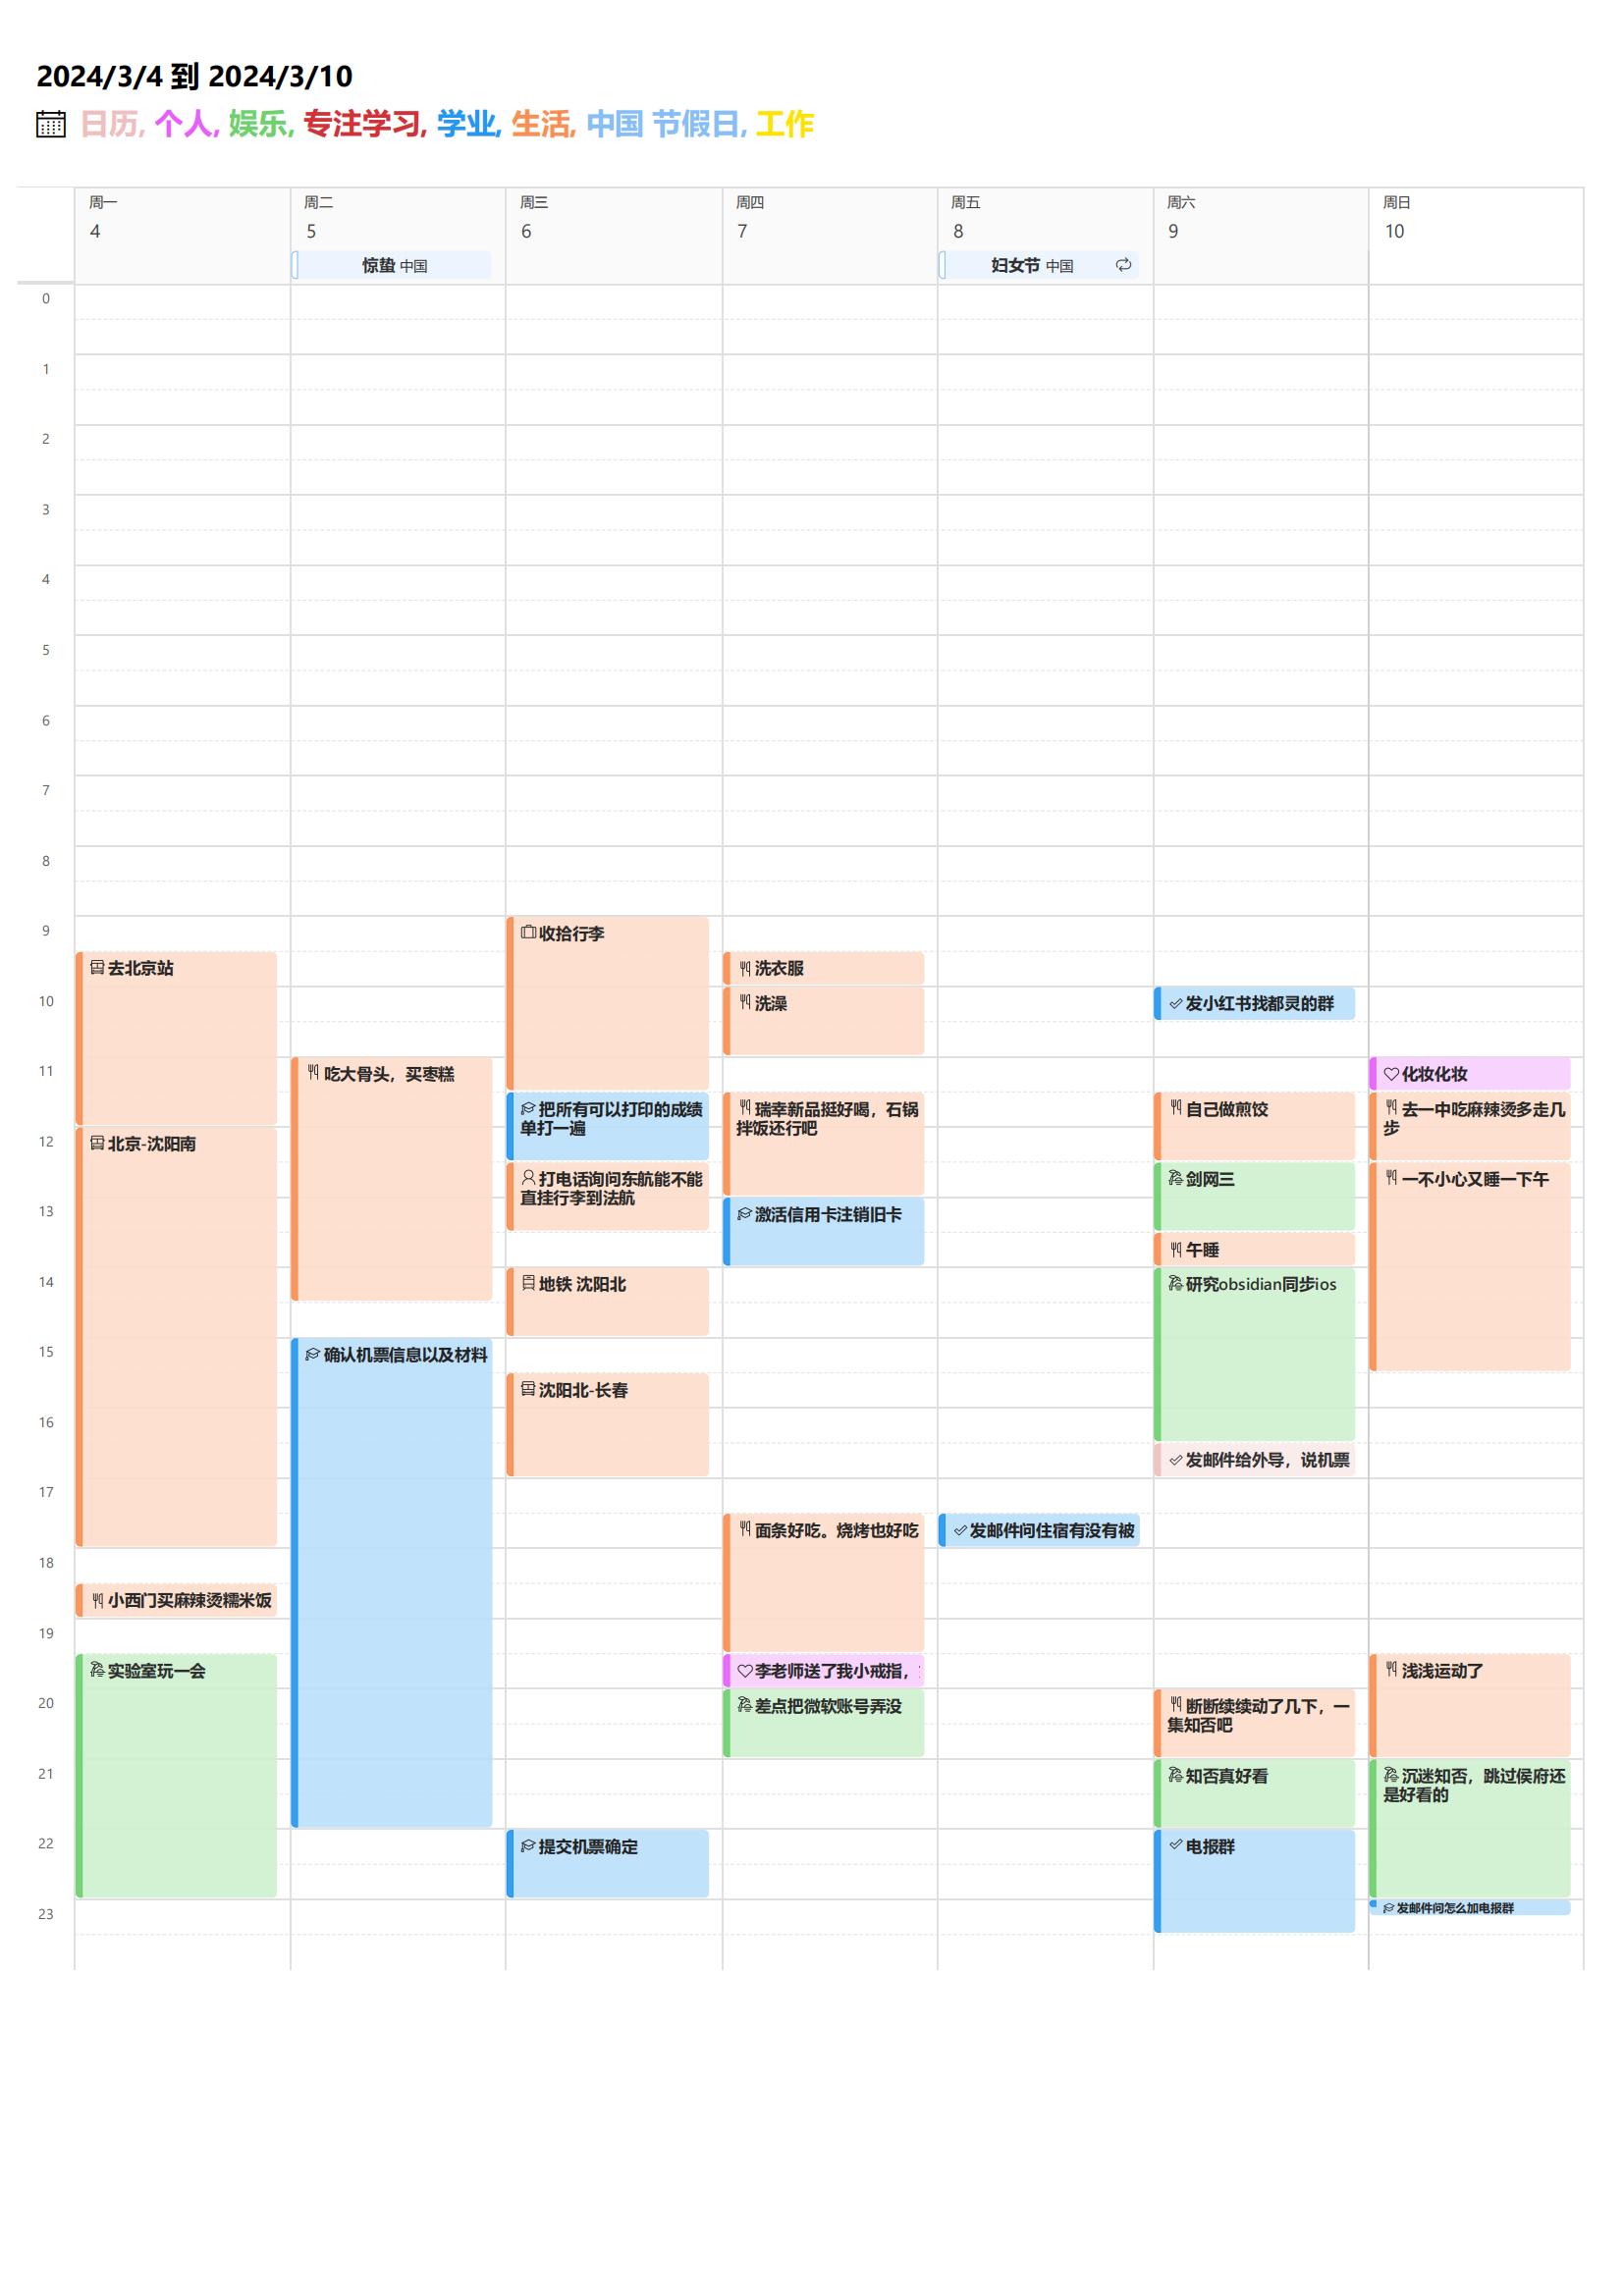 2024/3/4 到 2024/3/10
日历, 个人, 娱乐, 专注学习, 学业, 生活, 中国 节假日, 工作
周一 周二 周三 周四 周五 周六 周日
4 5 6 7 8 9 10
惊蛰 中国
妇女节 中国
0
1
2
3
4
5
6
7
8
9
10
11
12
13
14
15
16
17
18
19
20
21
22
23
去北京站
北京-沈阳南
小西门买麻辣烫糯米饭
实验室玩一会
吃大骨头，买枣糕
确认机票信息以及材料
收拾行李
把所有可以打印的成绩
单打一遍
打电话询问东航能不能
直挂行李到法航
地铁 沈阳北
沈阳北-长春
提交机票确定
洗衣服
洗澡
瑞幸新品挺好喝，石锅
拌饭还行吧
激活信用卡注销旧卡
面条好吃。烧烤也好吃
李老师送了我小戒指，
差点把微软账号弄没
发邮件问住宿有没有被
发小红书找都灵的群
自己做煎饺
剑网三
午睡
研究obsidian同步ios
发邮件给外导，说机票
断断续续动了几下，一
集知否吧
知否真好看
电报群
化妆化妆
去一中吃麻辣烫多走几
步
一不小心又睡一下午
浅浅运动了
沉迷知否，跳过侯府还
是好看的
发邮件问怎么加电报群